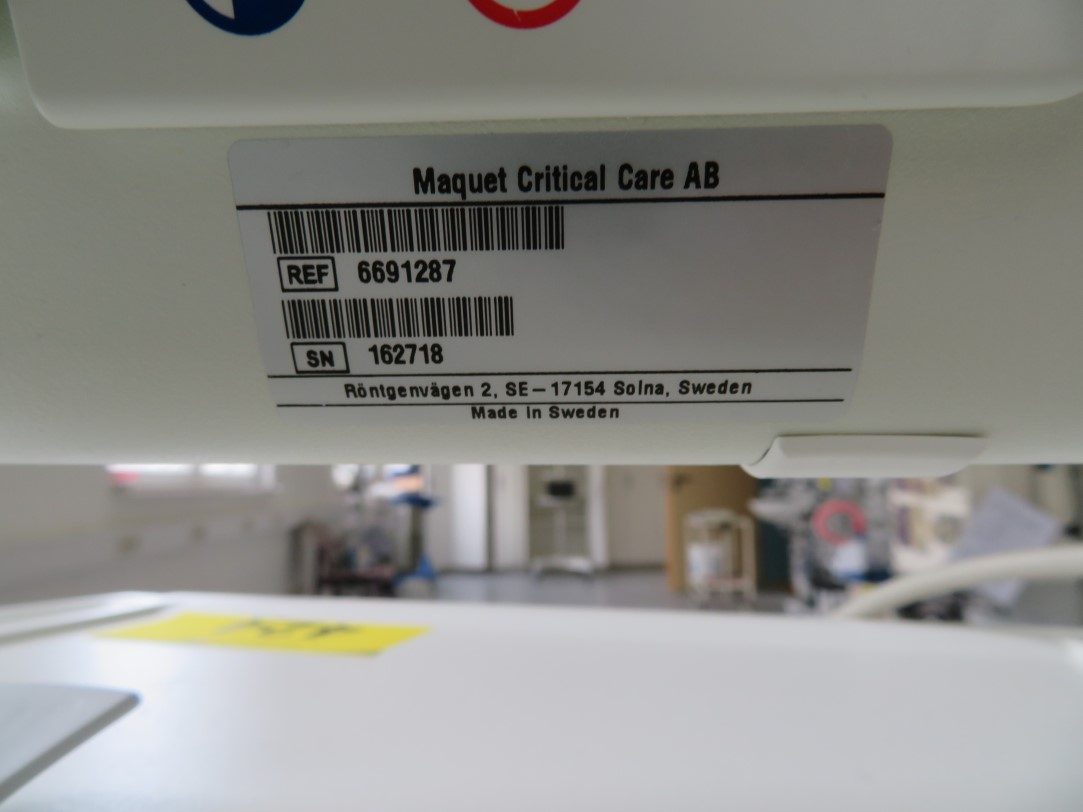 Maquet Critical Care AB
REF 6691287
SN 162718
Röntgenvägen 2, SE–17154 Solna, Sweden
Made in Sweden